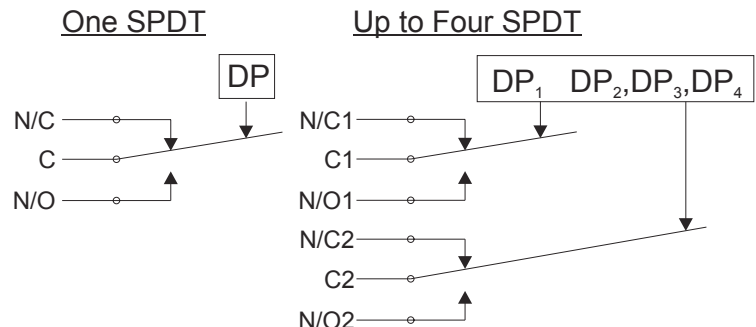 One SPDT
DP
N/C
C
N/O
Up to Four SPDT
DP₁ DP₂,DP₃,DP₄
N/C1
C1
N/O1
N/C2
C2
N/O2